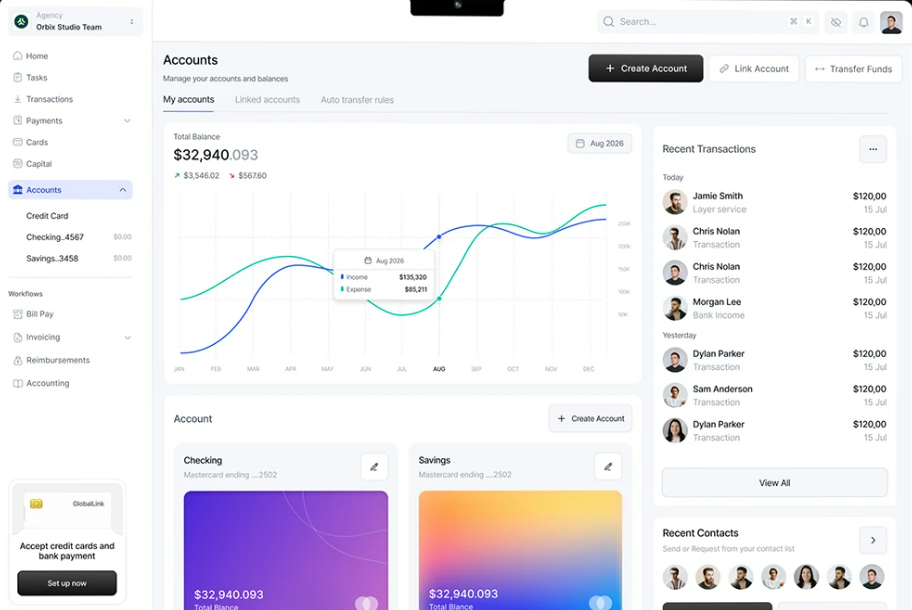 Agency
Orbix Studio Team
Home
Tasks
Transactions
Payments
Cards
Capital
Accounts
Credit Card
Checking..4567 $0.00
Savings..3458 $0.00
Workflows
Bill Pay
Invoicing
Reimbursements
Accounting
GlobalLink
Accept credit cards and
bank payment
Set up now
Search...
⌘ K
Accounts
Manage your accounts and balances
Create Account
Link Account
Transfer Funds
My accounts Linked accounts Auto transfer rules
Total Balance
$32,940.093
$3,546.02 $567.60
Aug 2026
250K
200K
150K
100K
50K
Aug 2026
Income $135,320
Expense $85,211
JAN FEB MAR APR MAY JUN JUL AUG SEP OCT NOV DEC
Account
Create Account
Checking
Mastercard ending ....2502
$32,940.093
Total Blance
Savings
Mastercard ending ....2502
$32,940.093
Total Blance
Recent Transactions
Today
Jamie Smith $120,00
Layer service 15 Jul
Chris Nolan $120,00
Transaction 15 Jul
Chris Nolan $120,00
Transaction 15 Jul
Morgan Lee $120,00
Bank Income 15 Jul
Yesterday
Dylan Parker $120,00
Transaction 15 Jul
Sam Anderson $120,00
Transaction 15 Jul
Dylan Parker $120,00
Transaction 15 Jul
View All
Recent Contacts
Send or Request from your contact list